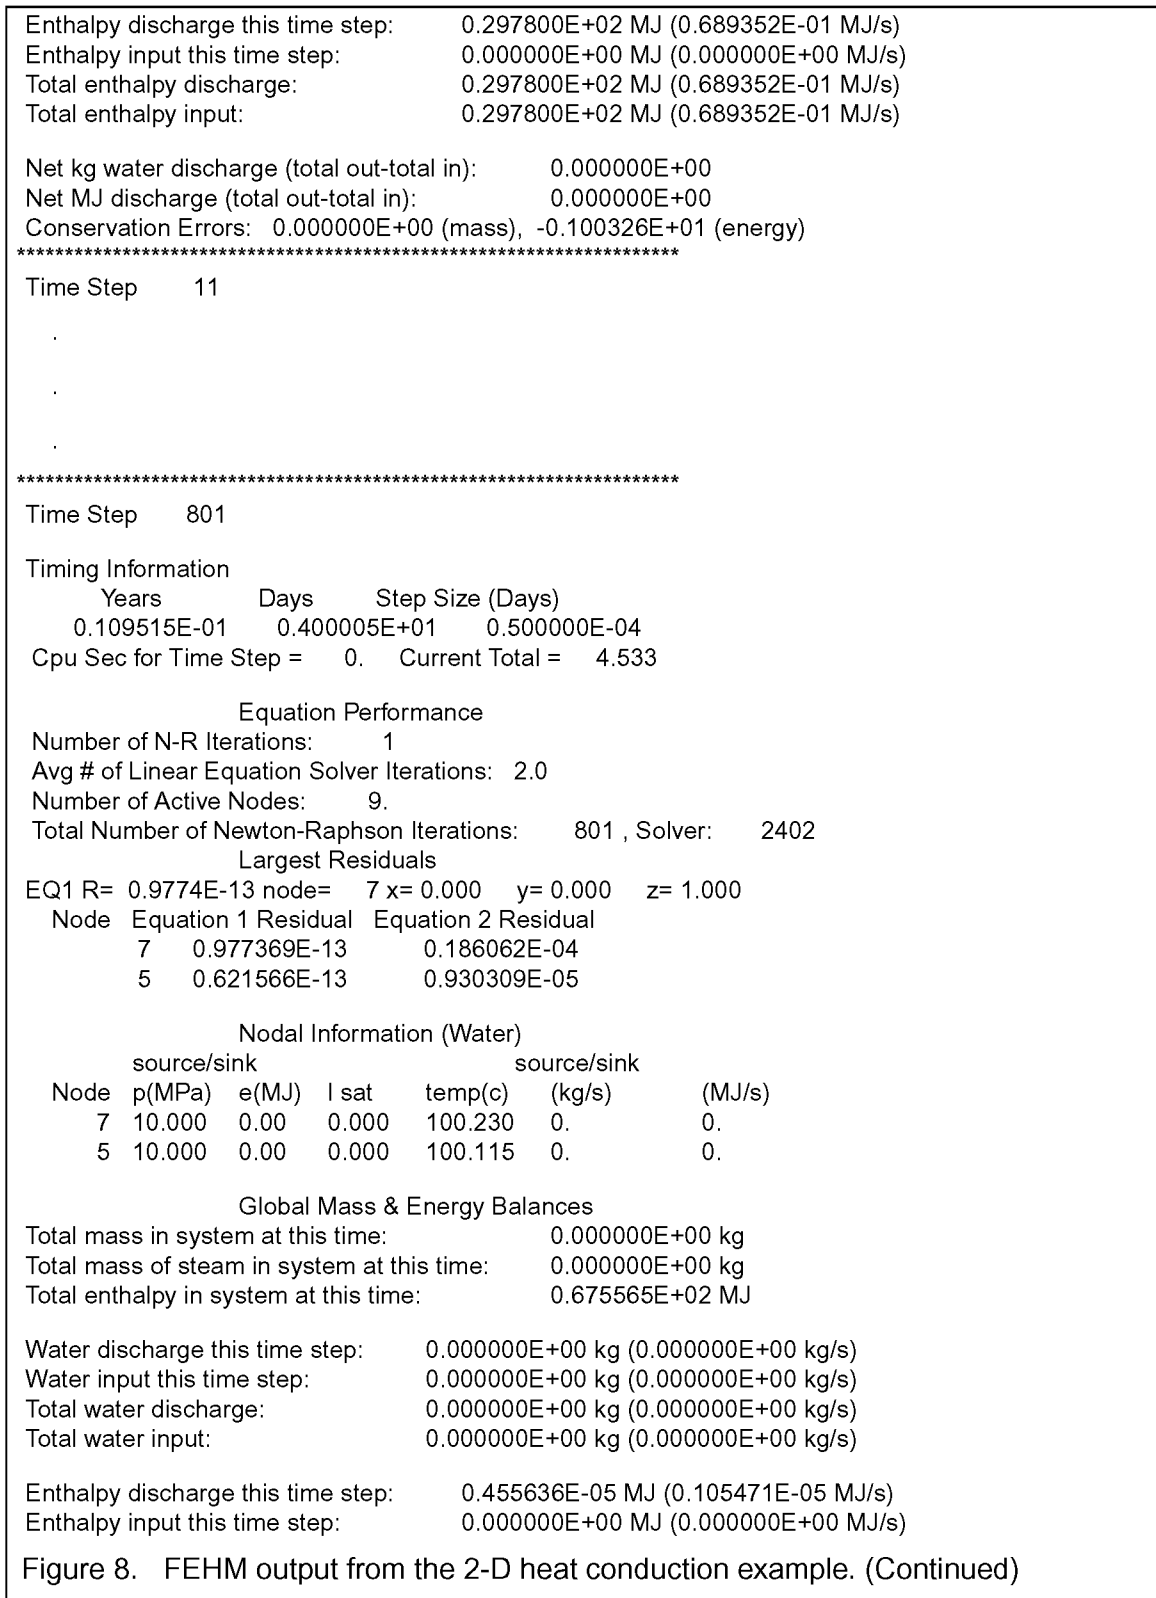 Enthalpy discharge this time step: 0.297800E+02 MJ (0.689352E-01 MJ/s)
Enthalpy input this time step: 0.000000E+00 MJ (0.000000E+00 MJ/s)
Total enthalpy discharge: 0.297800E+02 MJ (0.689352E-01 MJ/s)
Total enthalpy input: 0.297800E+02 MJ (0.689352E-01 MJ/s)
Net kg water discharge (total out-total in): 0.000000E+00
Net MJ discharge (total out-total in): 0.000000E+00
Conservation Errors: 0.000000E+00 (mass), -0.100326E+01 (energy)
*********************************************************************
Time Step 11
.
.
.
*********************************************************************
Time Step 801
Timing Information
Years Days Step Size (Days)
0.109515E-01 0.400005E+01 0.500000E-04
Cpu Sec for Time Step = 0. Current Total = 4.533
Equation Performance
Number of N-R Iterations: 1
Avg # of Linear Equation Solver Iterations: 2.0
Number of Active Nodes: 9.
Total Number of Newton-Raphson Iterations: 801 , Solver: 2402
Largest Residuals
EQ1 R= 0.9774E-13 node= 7 x= 0.000 y= 0.000 z= 1.000
Node Equation 1 Residual Equation 2 Residual
7 0.977369E-13 0.186062E-04
5 0.621566E-13 0.930309E-05
Nodal Information (Water)
source/sink source/sink
Node p(MPa) e(MJ) l sat temp(c) (kg/s) (MJ/s)
7 10.000 0.00 0.000 100.230 0. 0.
5 10.000 0.00 0.000 100.115 0. 0.
Global Mass & Energy Balances
Total mass in system at this time: 0.000000E+00 kg
Total mass of steam in system at this time: 0.000000E+00 kg
Total enthalpy in system at this time: 0.675565E+02 MJ
Water discharge this time step: 0.000000E+00 kg (0.000000E+00 kg/s)
Water input this time step: 0.000000E+00 kg (0.000000E+00 kg/s)
Total water discharge: 0.000000E+00 kg (0.000000E+00 kg/s)
Total water input: 0.000000E+00 kg (0.000000E+00 kg/s)
Enthalpy discharge this time step: 0.455636E-05 MJ (0.105471E-05 MJ/s)
Enthalpy input this time step: 0.000000E+00 MJ (0.000000E+00 MJ/s)
Figure 8. FEHM output from the 2-D heat conduction example. (Continued)